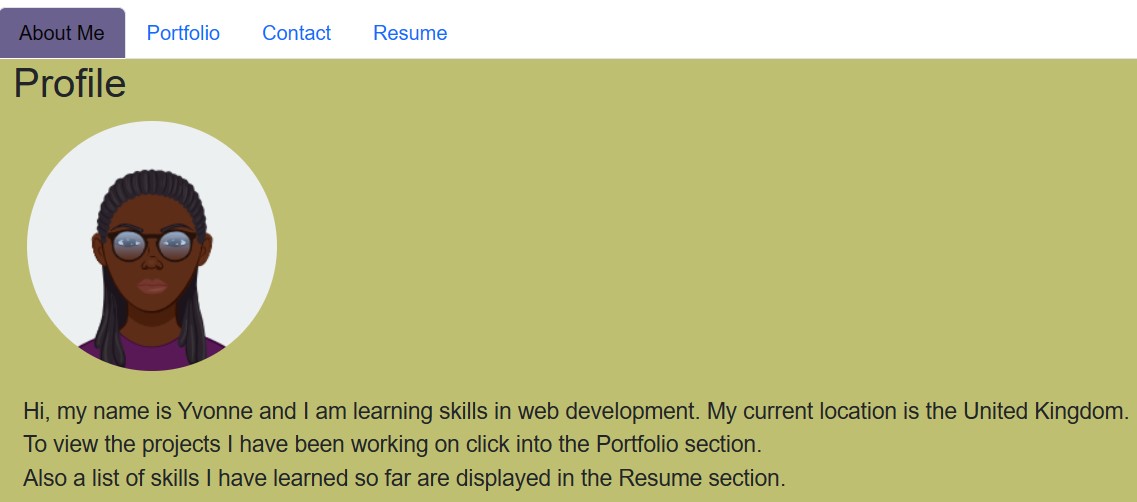 About Me Portfolio Contact Resume
Profile
Hi, my name is Yvonne and I am learning skills in web development. My current location is the United Kingdom.
To view the projects I have been working on click into the Portfolio section.
Also a list of skills I have learned so far are displayed in the Resume section.